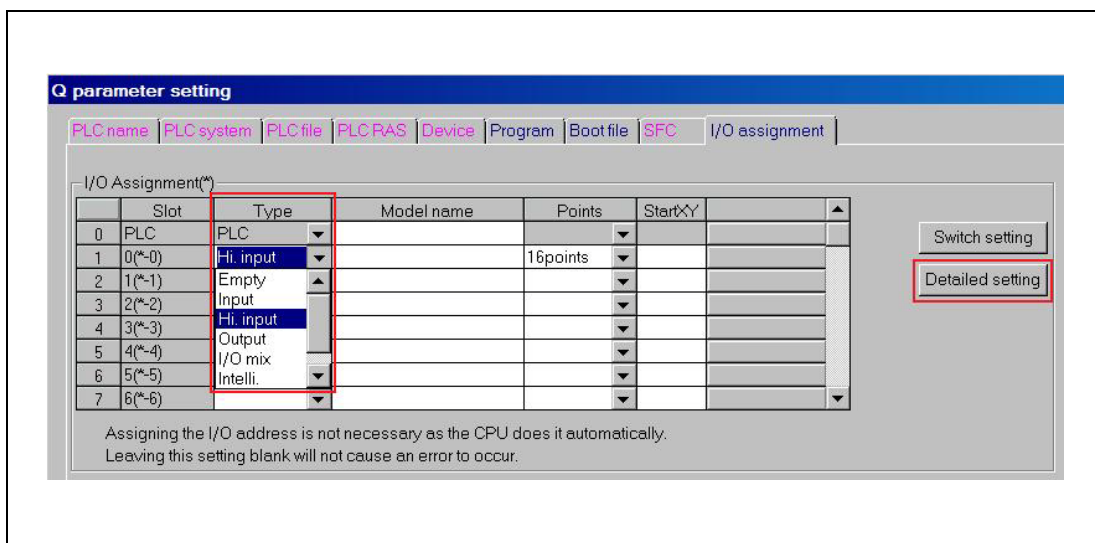 Q parameter setting
PLC name PLC system PLC file PLC RAS Device Program Boot file SFC I/O assignment
I/O Assignment(*)
Slot Type Model name Points StartXY
0 PLC PLC
Switch setting
1 0(*-0) Hi. input 16points
2 1(*-1) Empty
Detailed setting
3 2(*-2) Input
Hi. input
4 3(*-3) Output
5 4(*-4) I/O mix
6 5(*-5) Intelli.
7 6(*-6)
Assigning the I/O address is not necessary as the CPU does it automatically.
Leaving this setting blank will not cause an error to occur.